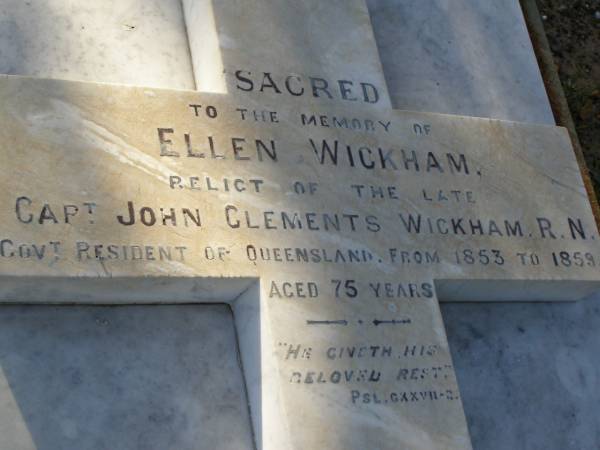 SACRED
TO THE MEMORY OF
ELLEN WICKHAM.
RELICT OF THE LATE
CAPT. JOHN CLEMENTS WICKHAM. R.N.
GOVT. RESIDENT OF QUEENSLAND. FROM 1853 TO 1859
AGED 75 YEARS
"HE GIVETH HIS
BELOVED REST"
PSL. CXXVII-2.